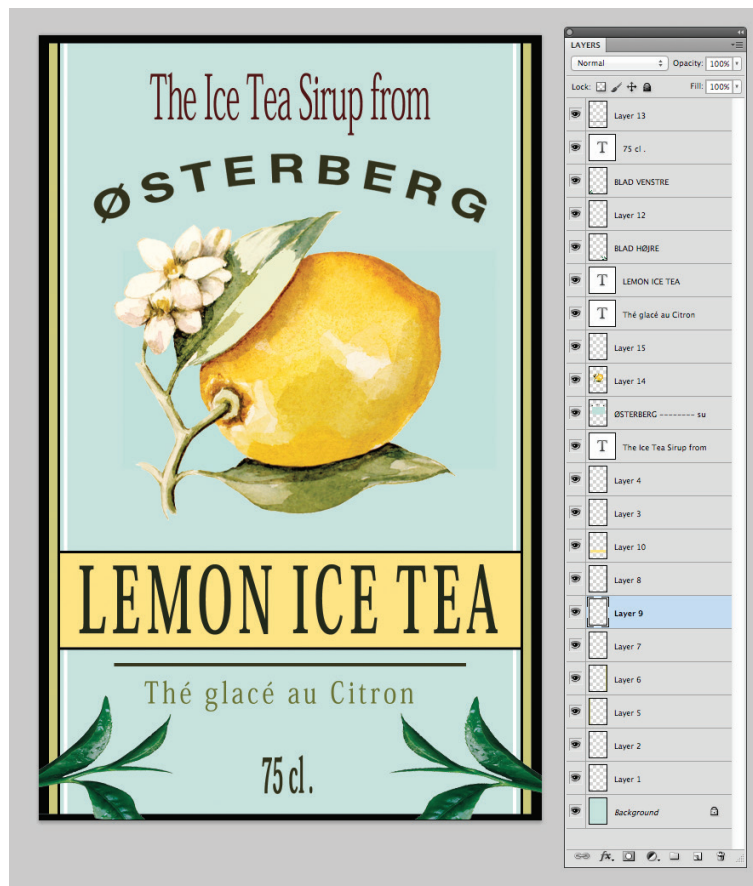 The Ice Tea Sirup from
ØSTERBERG
LEMON ICE TEA
Thé glacé au Citron
75 cl.
LAYERS
Normal
Opacity: 100%
Lock:
Fill: 100%
Layer 13
75 cl .
BLAD VENSTRE
Layer 12
BLAD HØJRE
LEMON ICE TEA
Thé glacé au Citron
Layer 15
Layer 14
ØSTERBERG -------- su
The Ice Tea Sirup from
Layer 4
Layer 3
Layer 10
Layer 8
Layer 9
Layer 7
Layer 6
Layer 5
Layer 2
Layer 1
Background
fx.